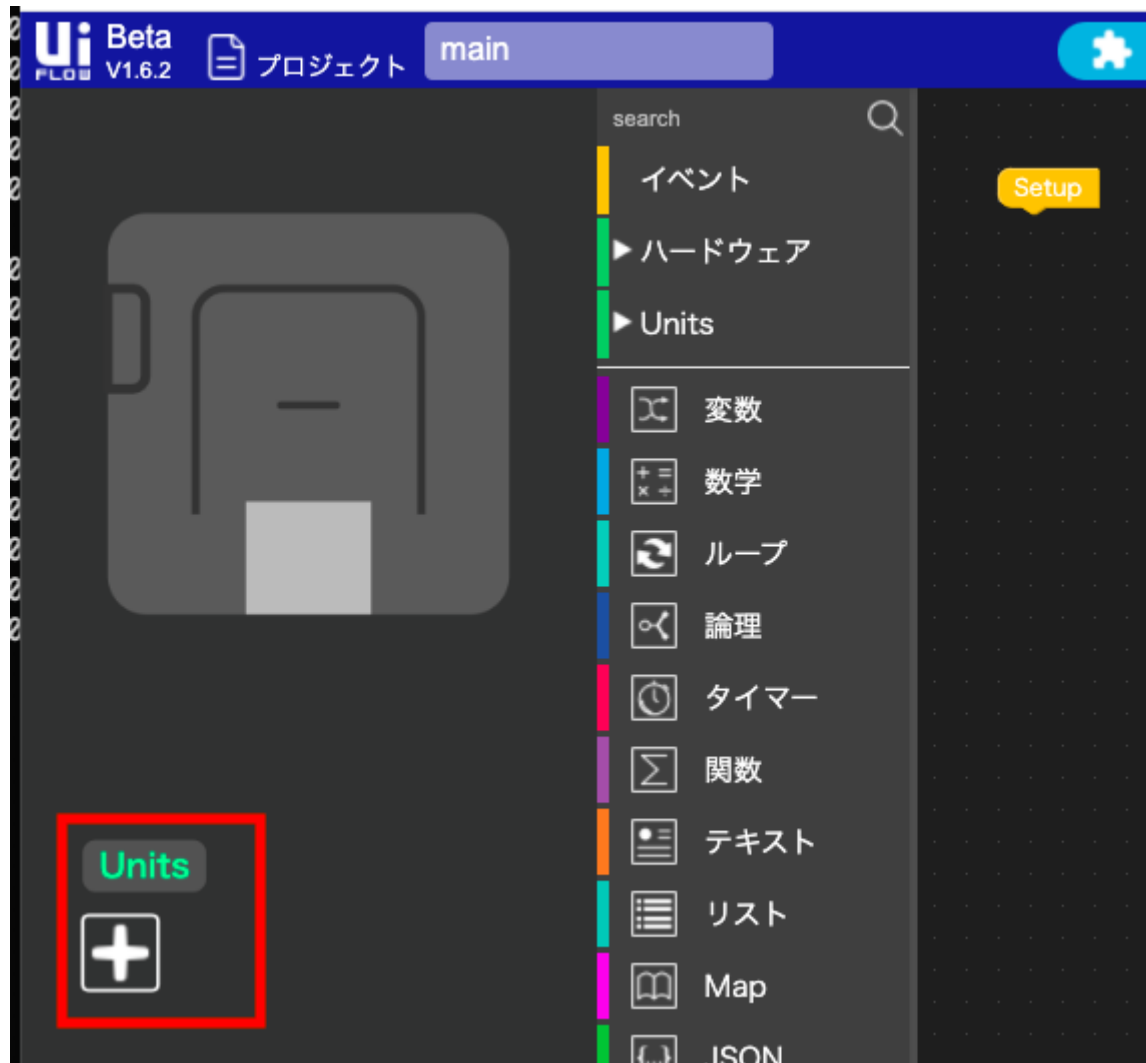 Ui FLOW
Beta
V1.6.2
プロジェクト
main
search
イベント
ハードウェア
Units
変数
数学
ループ
論理
タイマー
関数
テキスト
リスト
Map
JSON
Setup
Units